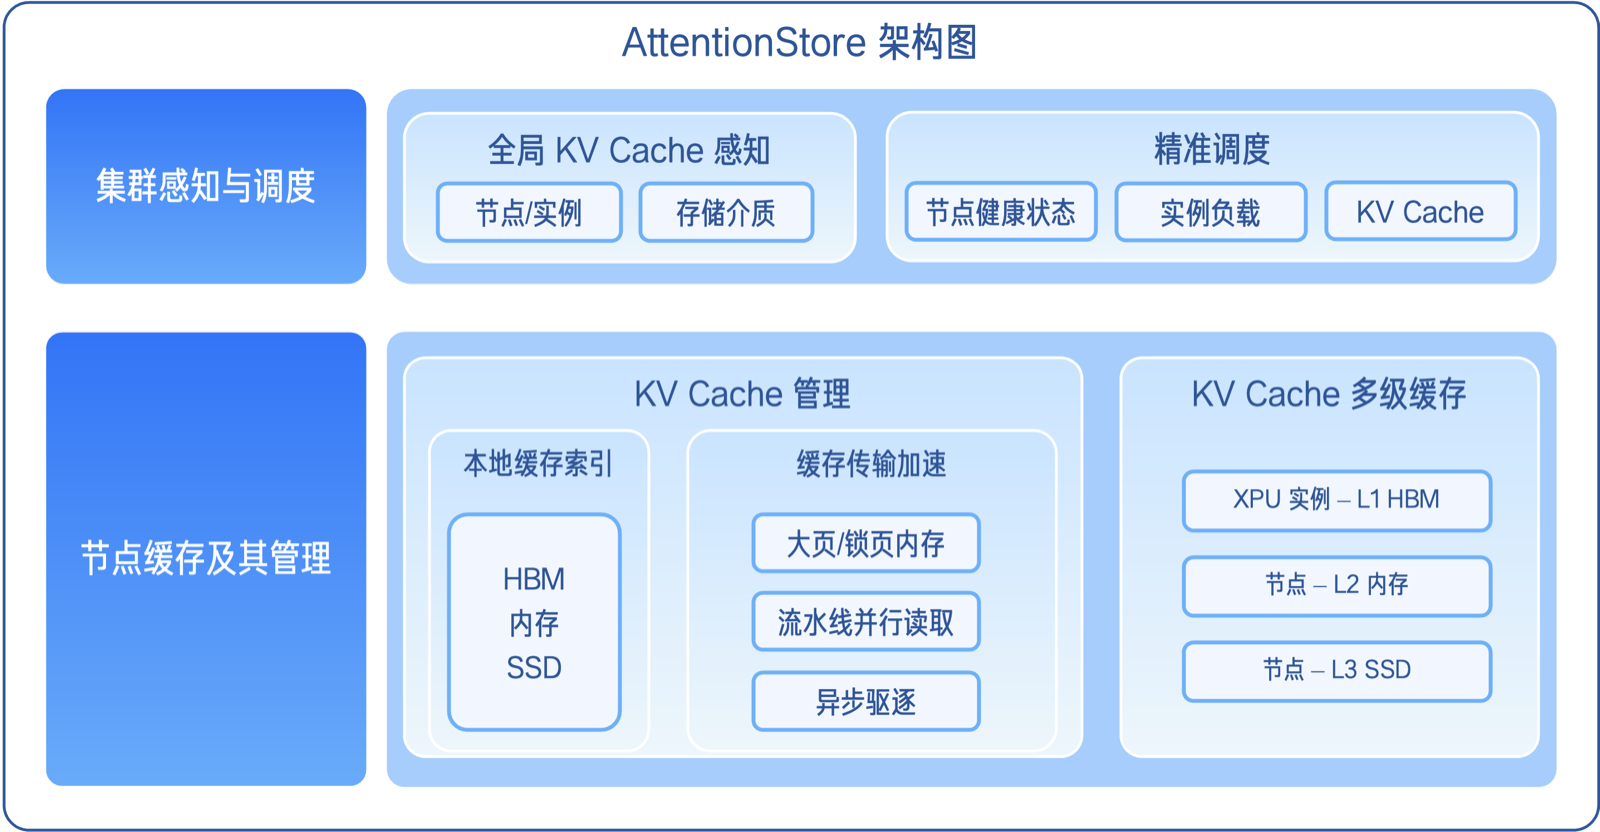 AttentionStore 架构图
集群感知与调度
全局 KV Cache 感知
节点/实例
存储介质
精准调度
节点健康状态
实例负载
KV Cache
节点缓存及其管理
KV Cache 管理
本地缓存索引
HBM
内存
SSD
缓存传输加速
大页/锁页内存
流水线并行读取
异步驱逐
KV Cache 多级缓存
XPU 实例 – L1 HBM
节点 – L2 内存
节点 – L3 SSD